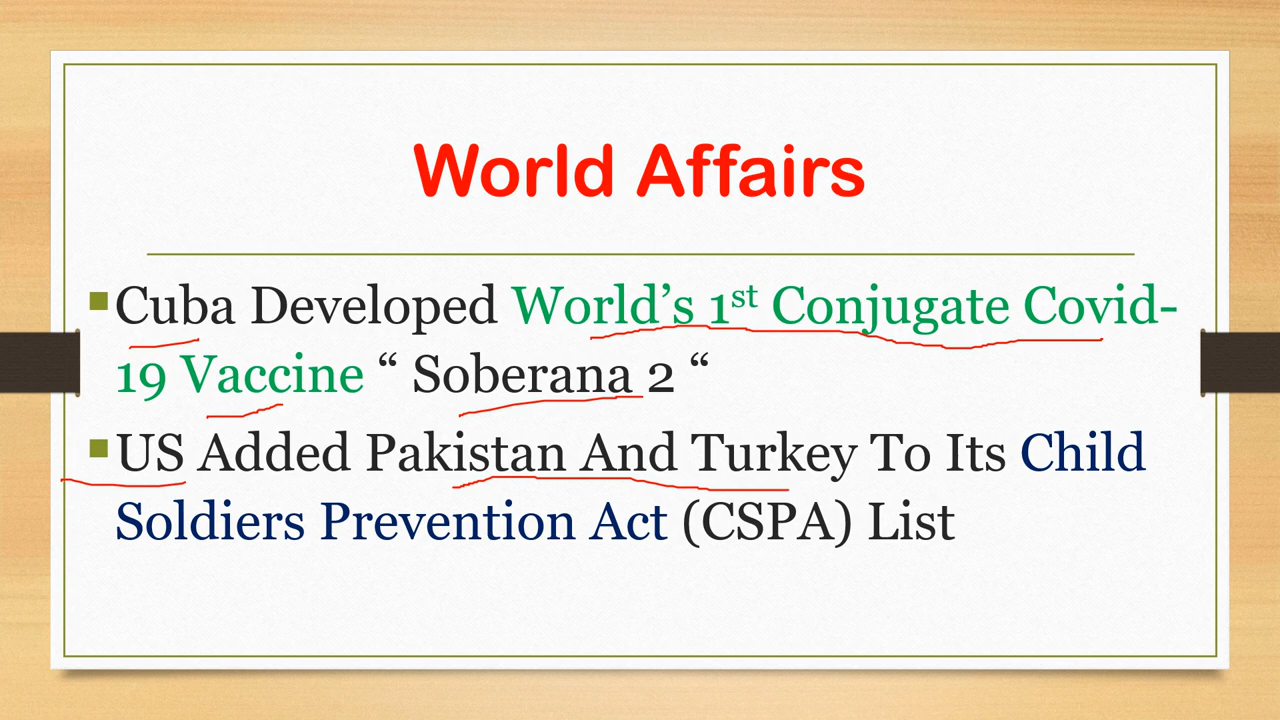 World Affairs
Cuba Developed World's 1st Conjugate Covid-
19 Vaccine “ Soberana 2 “
US Added Pakistan And Turkey To Its Child
Soldiers Prevention Act (CSPA) List